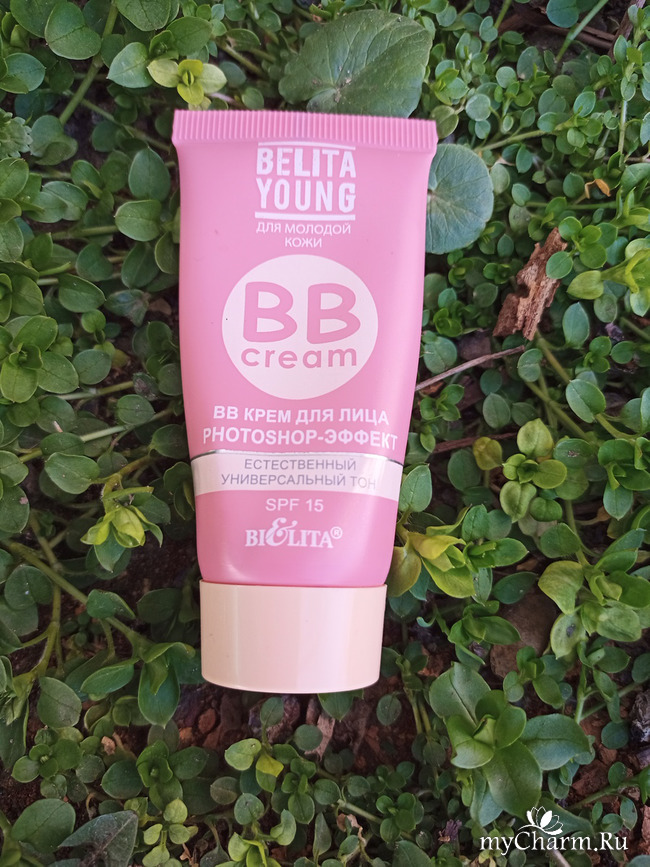 BELITA
YOUNG
ДЛЯ МОЛОДОЙ
КОЖИ
BB
cream
BB КРЕМ ДЛЯ ЛИЦА
PHOTOSHOP-ЭФФЕКТ
ЕСТЕСТВЕННЫЙ
УНИВЕРСАЛЬНЫЙ ТОН
SPF 15
BIELITA®
myCharm.Ru